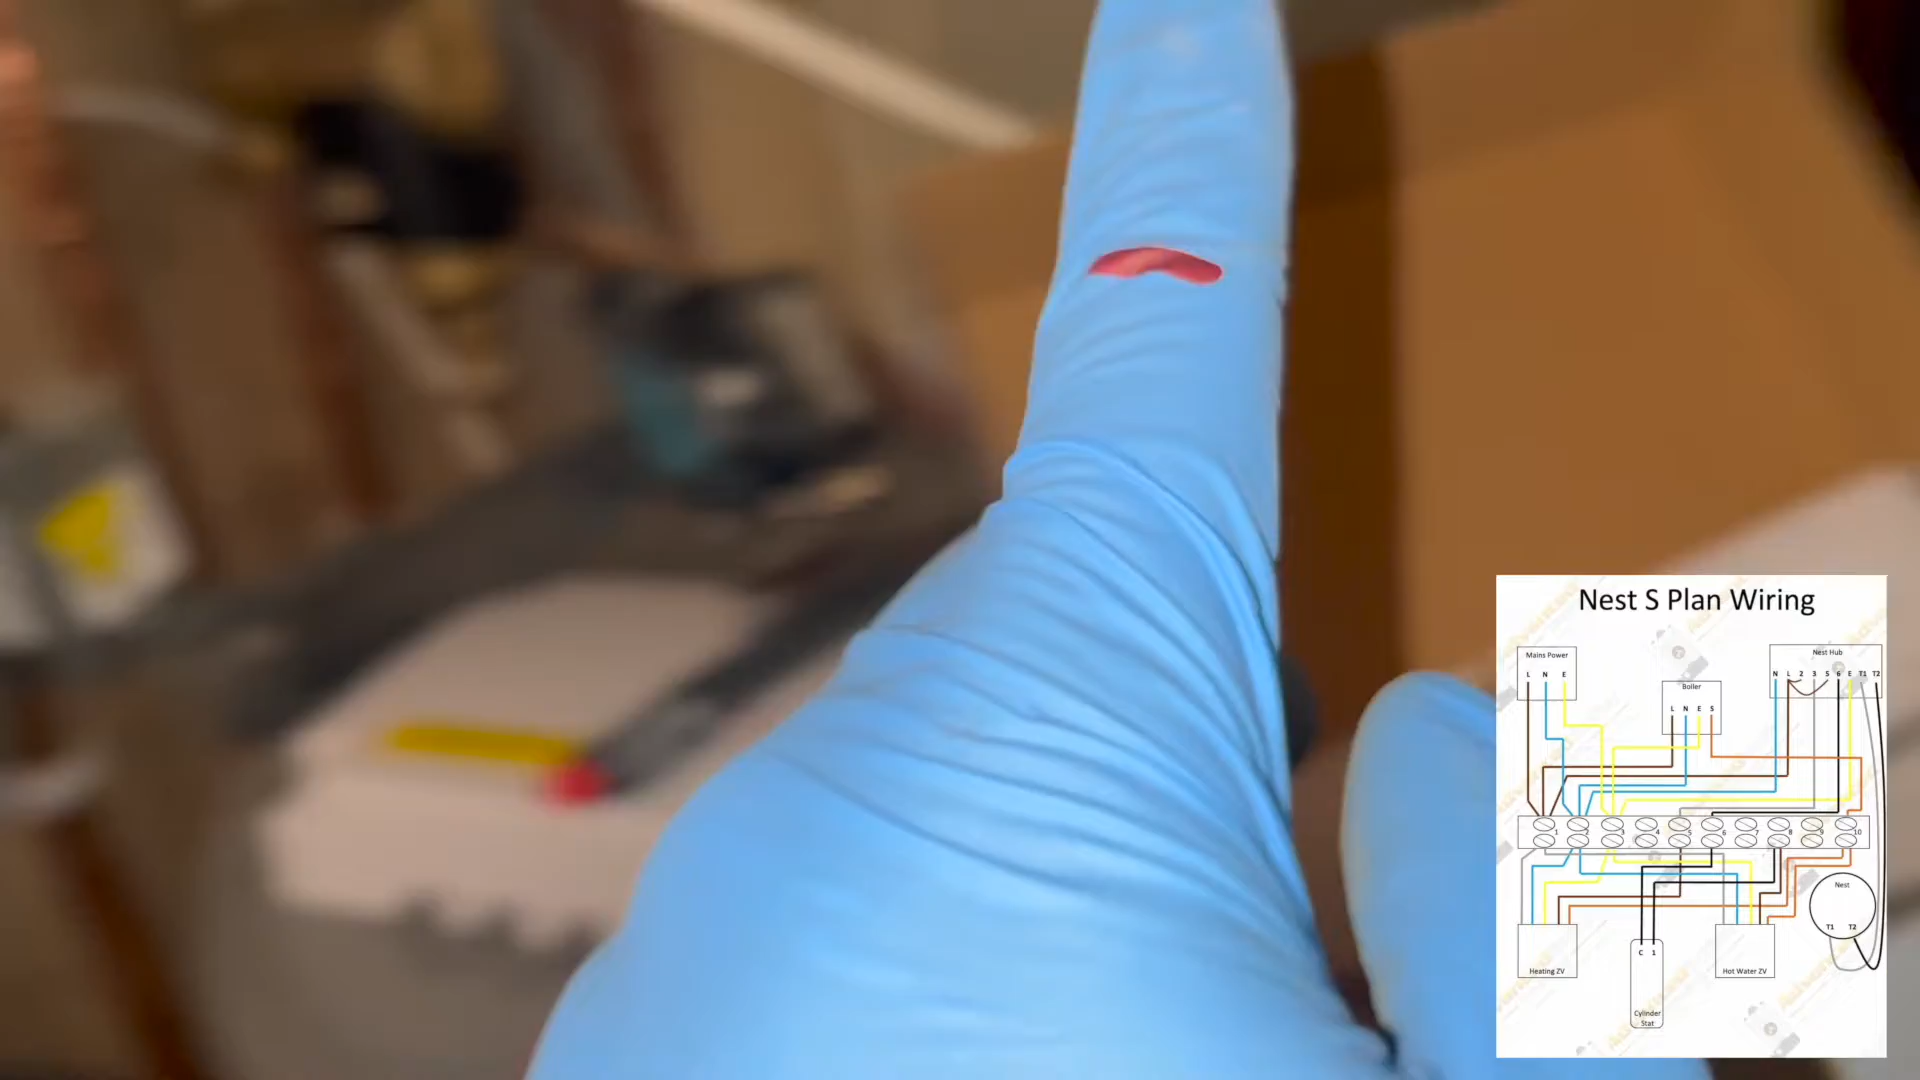 Nest S Plan Wiring
Mains Power
L N E
Boiler
L N E S
Nest Hub
N L 2 3 5 6 E T1 T2
1 2 3 4 5 6 7 8 9 10
Heating ZV
C 1
Cylinder
Stat
Hot Water ZV
Nest
T1 T2